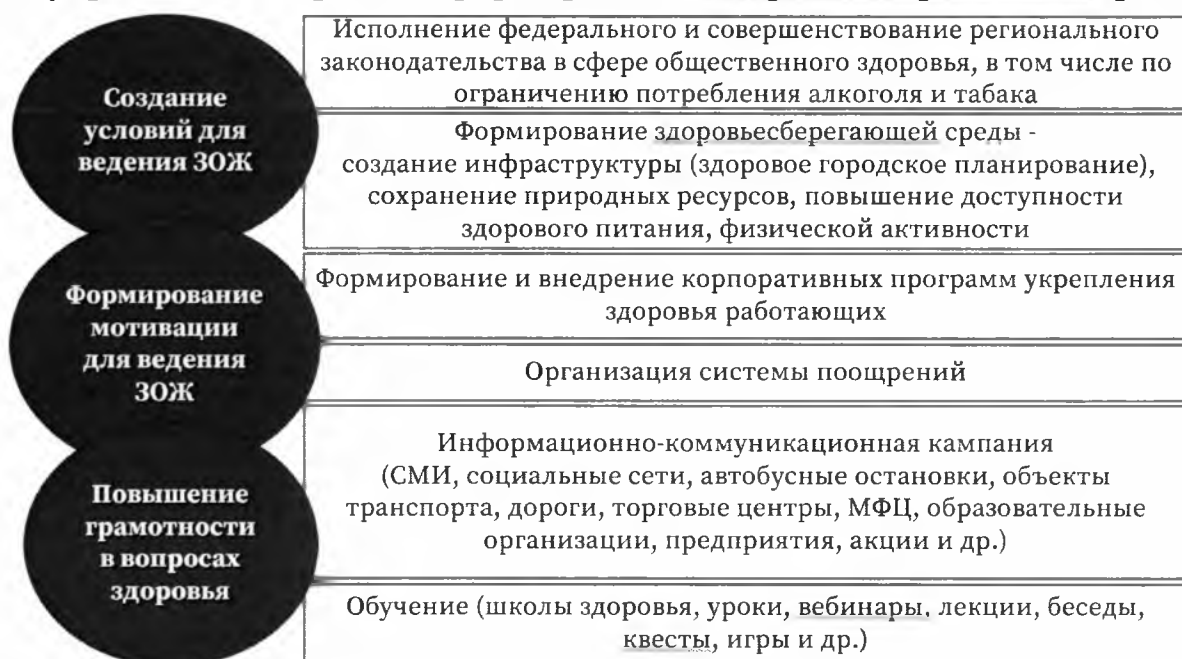 Создание
условий для
ведения ЗОЖ
Исполнение федерального и совершенствование регионального
законодательства в сфере общественного здоровья, в том числе по
ограничению потребления алкоголя и табака
Формирование здоровьесберегающей среды -
создание инфраструктуры (здоровое городское планирование),
сохранение природных ресурсов, повышение доступности
здорового питания, физической активности
Формирование
мотивации
для ведения
ЗОЖ
Формирование и внедрение корпоративных программ укрепления
здоровья работающих
Организация системы поощрений
Повышение
грамотности
в вопросах
здоровья
Информационно-коммуникационная кампания
(СМИ, социальные сети, автобусные остановки, объекты
транспорта, дороги, торговые центры, МФЦ, образовательные
организации, предприятия, акции и др.)
Обучение (школы здоровья, уроки, вебинары, лекции, беседы,
квесты, игры и др.)